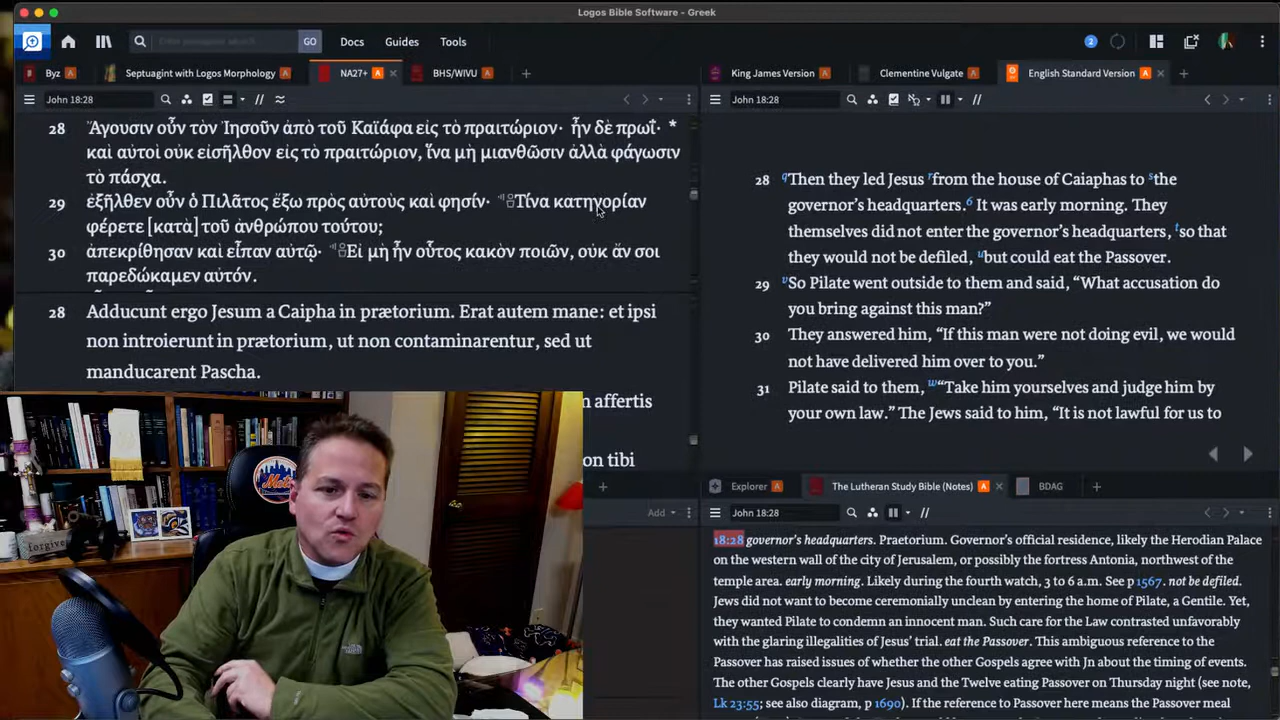 Logos Bible Software - Greek
GO
Docs
Guides
Tools
2
Byz A
Septuagint with Logos Morphology A
NA27+ A
BHS/WIVU A
King James Version A
Clementine Vulgate A
English Standard Version A
John 18:28
John 18:28
28 Ἄγουσιν οὖν τὸν Ἰησοῦν ἀπὸ τοῦ Καϊάφα εἰς τὸ πραιτώριον· ἦν δὲ πρωΐ· *
καὶ αὐτοὶ οὐκ εἰσῆλθον εἰς τὸ πραιτώριον, ἵνα μὴ μιανθῶσιν ἀλλὰ φάγωσιν
τὸ πάσχα.
29 ἐξῆλθεν οὖν ὁ Πιλᾶτος ἔξω πρὸς αὐτοὺς καὶ φησίν· Τίνα κατηγορίαν
φέρετε [κατὰ] τοῦ ἀνθρώπου τούτου;
30 ἀπεκρίθησαν καὶ εἶπαν αὐτῷ· Εἰ μὴ ἦν οὗτος κακὸν ποιῶν, οὐκ ἄν σοι
παρεδώκαμεν αὐτόν.
28 Adducunt ergo Jesum a Caipha in prætorium. Erat autem mane: et ipsi
non introierunt in prætorium, ut non contaminarentur, sed ut
manducarent Pascha.
affertis
on tibi
28 qThen they led Jesus rfrom the house of Caiaphas to sthe
governor’s headquarters.6 It was early morning. They
themselves did not enter the governor’s headquarters, tso that
they would not be defiled, ubut could eat the Passover.
29 vSo Pilate went outside to them and said, “What accusation do
you bring against this man?”
30 They answered him, “If this man were not doing evil, we would
not have delivered him over to you.”
31 Pilate said to them, w“Take him yourselves and judge him by
your own law.” The Jews said to him, “It is not lawful for us to
Explorer A
The Lutheran Study Bible (Notes) A
BDAG
Add
John 18:28
18:28 governor’s headquarters. Praetorium. Governor’s official residence, likely the Herodian Palace
on the western wall of the city of Jerusalem, or possibly the fortress Antonia, northwest of the
temple area. early morning. Likely during the fourth watch, 3 to 6 a.m. See p 1567. not be defiled.
Jews did not want to become ceremonially unclean by entering the home of Pilate, a Gentile. Yet,
they wanted Pilate to condemn an innocent man. Such care for the Law contrasted unfavorably
with the glaring illegalities of Jesus’ trial. eat the Passover. This ambiguous reference to the
Passover has raised issues of whether the other Gospels agree with Jn about the timing of events.
The other Gospels clearly have Jesus and the Twelve eating Passover on Thursday night (see note,
Lk 23:55; see also diagram, p 1690). If the reference to Passover here means the Passover meal
Mets
forgive